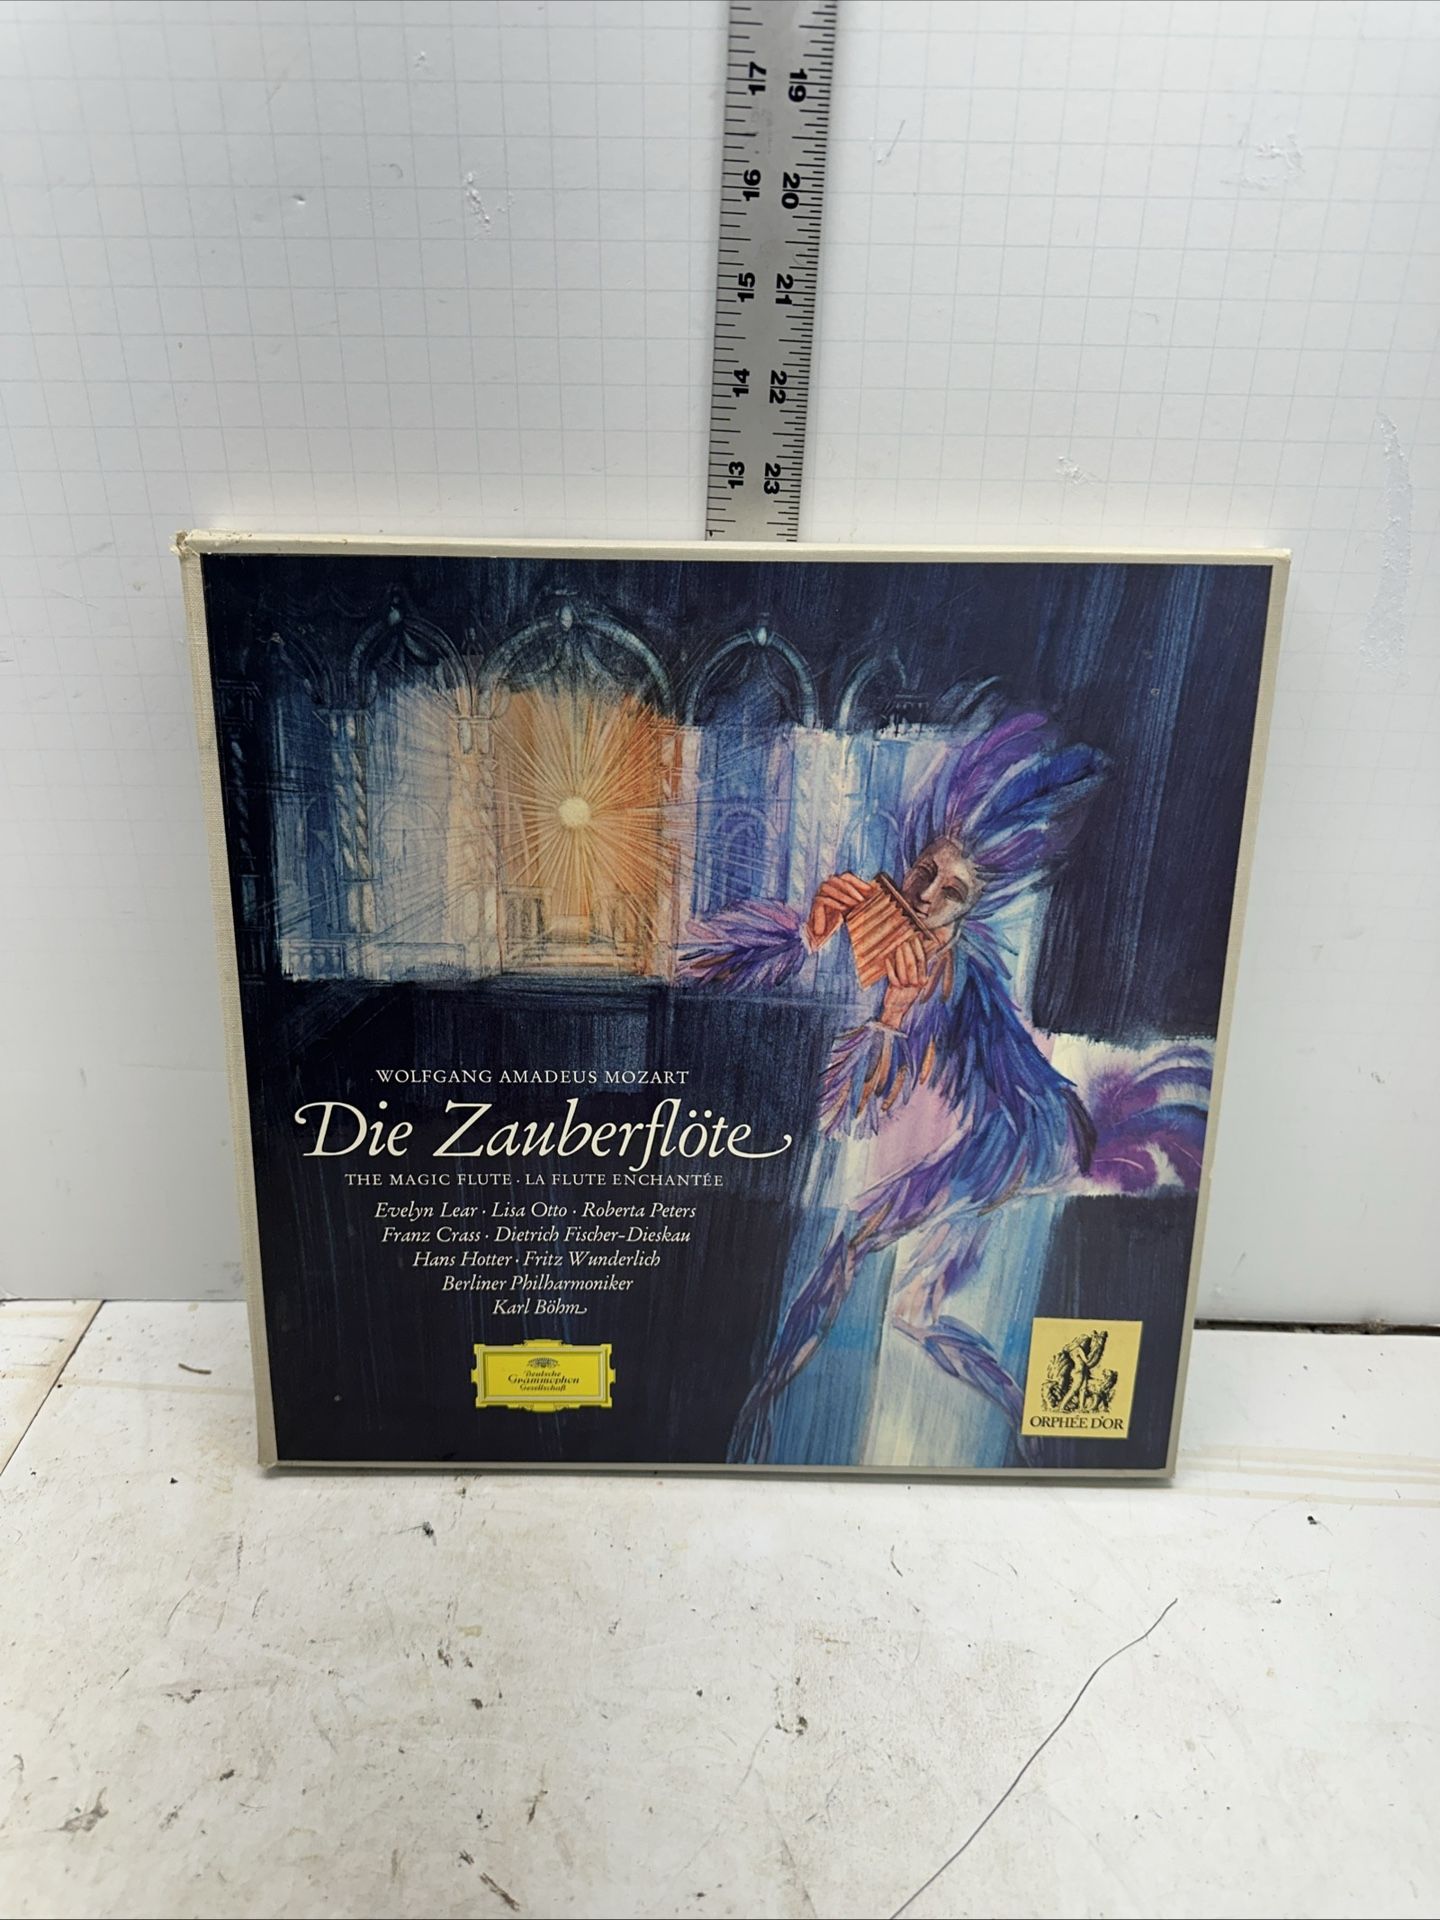 17 19
16 20
15 21
14 22
13 23
WOLFGANG AMADEUS MOZART
Die Zauberflöte
THE MAGIC FLUTE · LA FLUTE ENCHANTÉE
Evelyn Lear · Lisa Otto · Roberta Peters
Franz Crass · Dietrich Fischer-Dieskau
Hans Hotter · Fritz Wunderlich
Berliner Philharmoniker
Karl Böhm
Deutsche
Grammophon
Gesellschaft
ORPHÉE D'OR